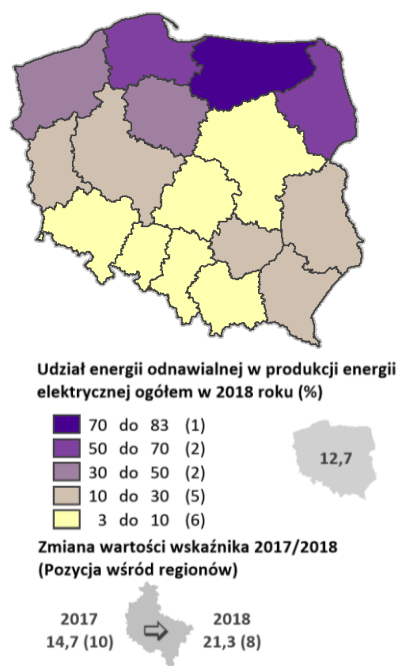 Udział energii odnawialnej w produkcji energii
elektrycznej ogółem w 2018 roku (%)
70 do 83 (1)
50 do 70 (2)
30 do 50 (2)
10 do 30 (5)
3 do 10 (6)
12,7
Zmiana wartości wskaźnika 2017/2018
(Pozycja wśród regionów)
2017 2018
14,7 (10) 21,3 (8)